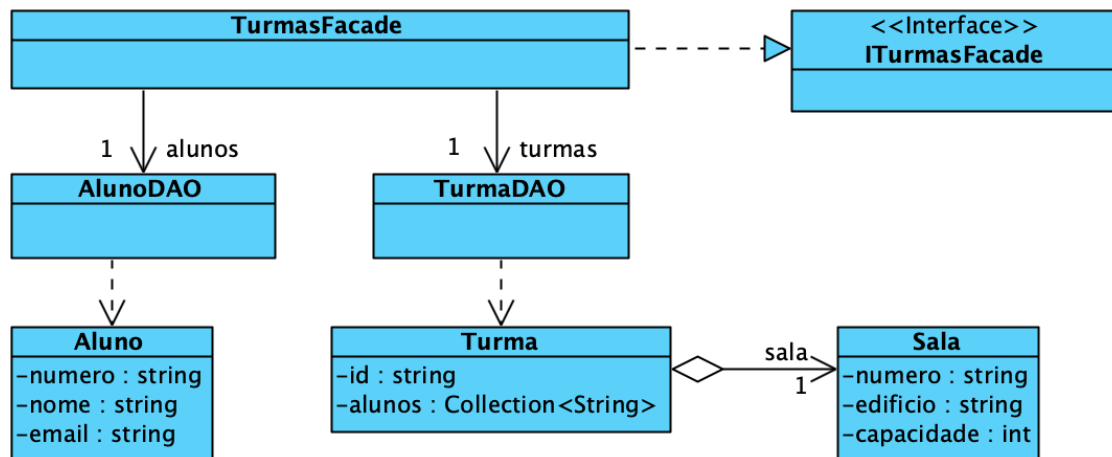 TurmasFacade
<<Interface>>
ITurmasFacade
1 alunos
1 turmas
AlunoDAO
TurmaDAO
Aluno
-numero : string
-nome : string
-email : string
Turma
-id : string
-alunos : Collection<String>
sala
1
Sala
-numero : string
-edificio : string
-capacidade : int